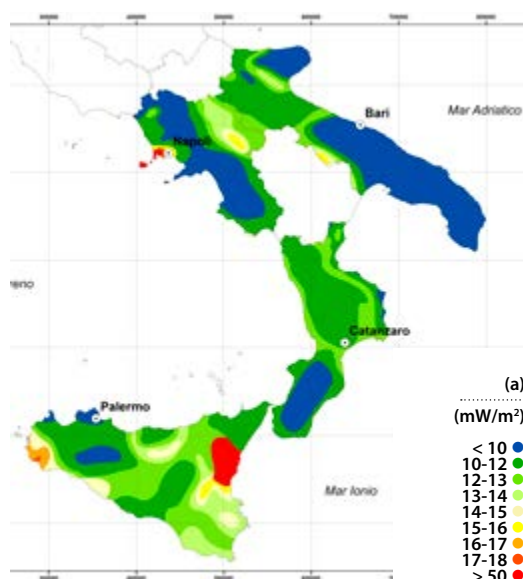 Bari
Mar Adriatico
Napoli
reno
Catanzaro
Palermo
Mar Ionio
(a)
(mW/m²)
< 10
10-12
12-13
13-14
14-15
15-16
16-17
17-18
> 50